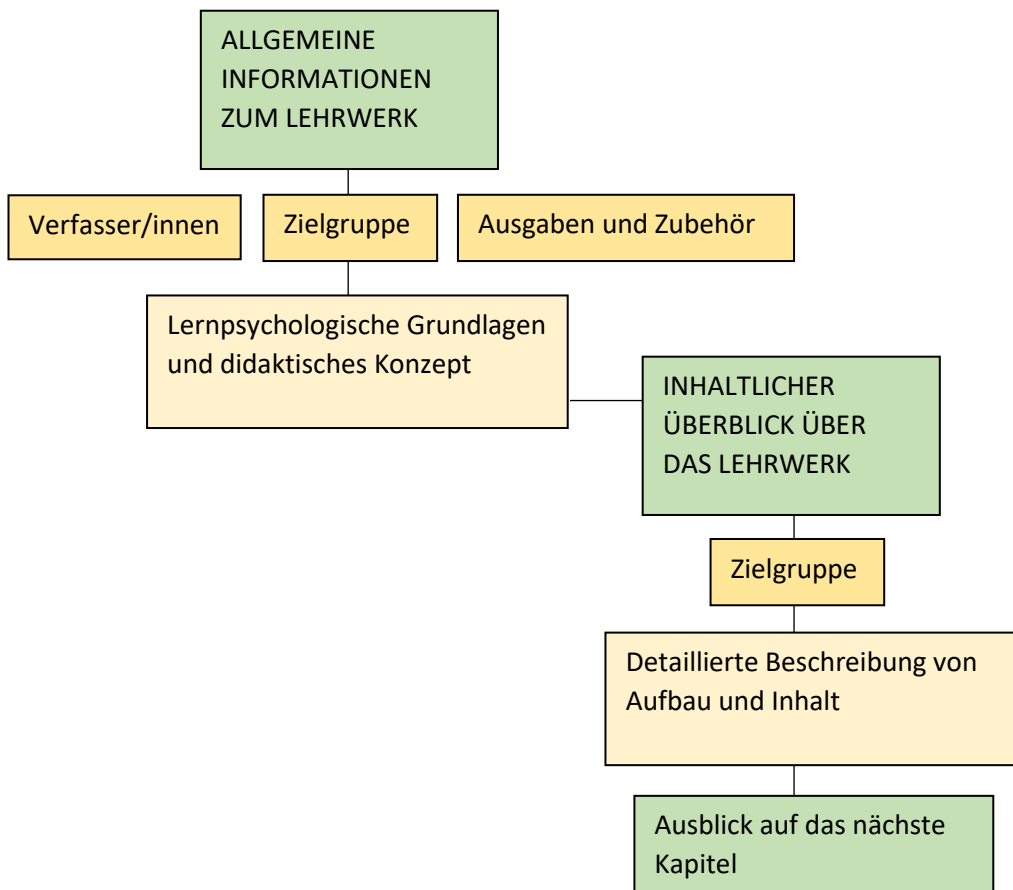 ALLGEMEINE
INFORMATIONEN
ZUM LEHRWERK
Verfasser/innen
Zielgruppe
Ausgaben und Zubehör
Lernpsychologische Grundlagen
und didaktisches Konzept
INHALTLICHER
ÜBERBLICK ÜBER
DAS LEHRWERK
Zielgruppe
Detaillierte Beschreibung von
Aufbau und Inhalt
Ausblick auf das nächste
Kapitel